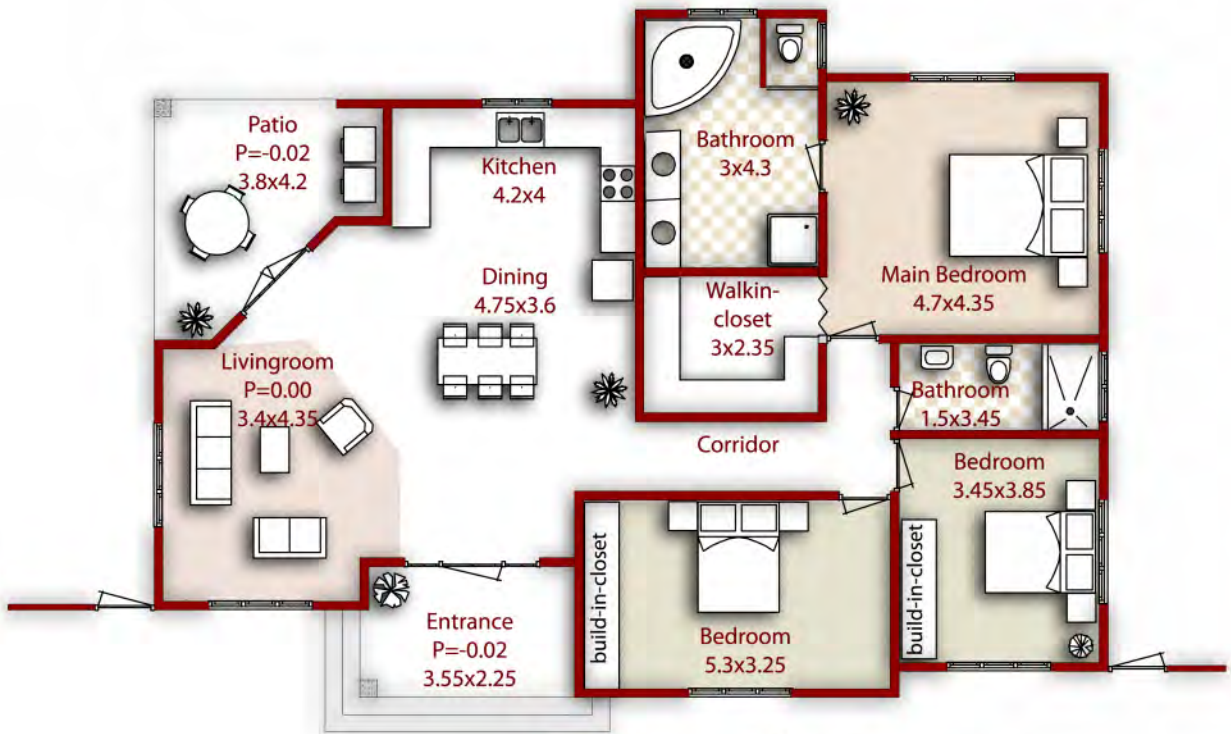 Patio
P=-0.02
3.8x4.2
Kitchen
4.2x4
Bathroom
3x4.3
Dining
4.75x3.6
Walkin-
closet
3x2.35
Main Bedroom
4.7x4.35
Livingroom
P=0.00
3.4x4.35
Bathroom
1.5x3.45
Corridor
Bedroom
3.45x3.85
build-in-closet
Entrance
P=-0.02
3.55x2.25
build-in-closet
Bedroom
5.3x3.25